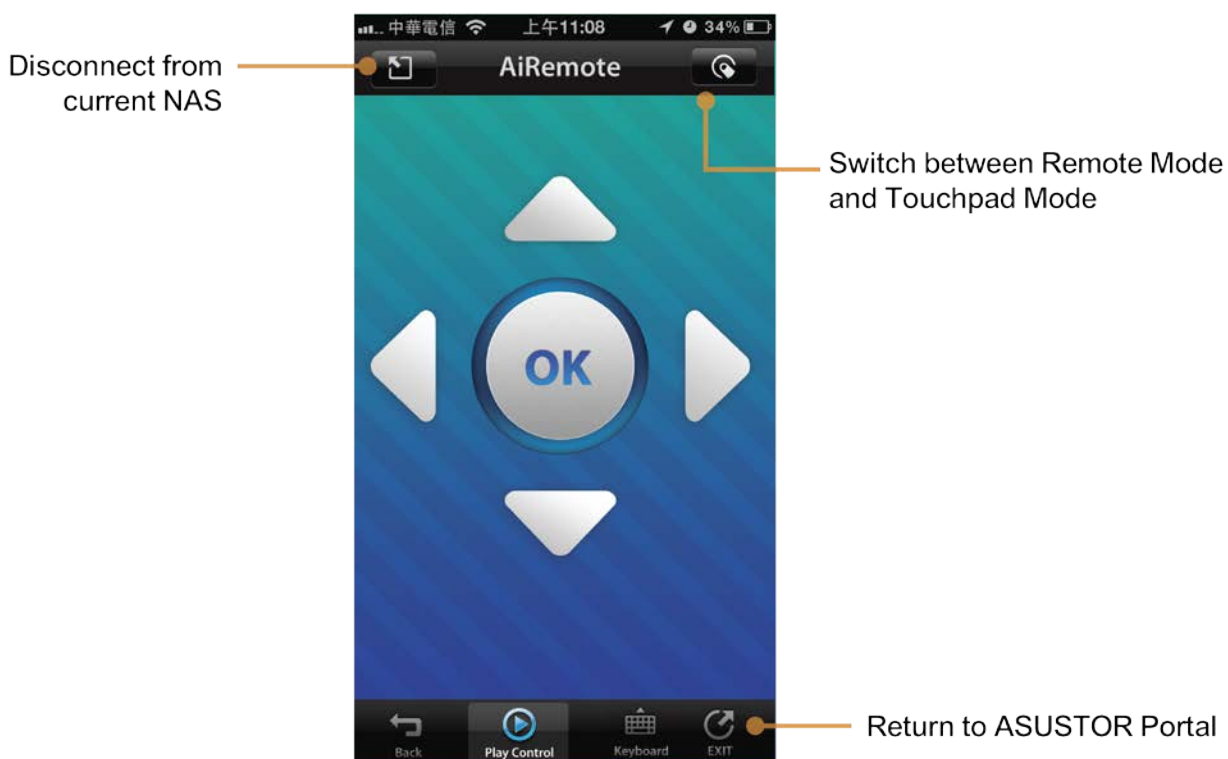 中華電信 上午11:08 34%
Disconnect from
current NAS
AiRemote
Switch between Remote Mode
and Touchpad Mode
OK
Back Play Control Keyboard EXIT
Return to ASUSTOR Portal